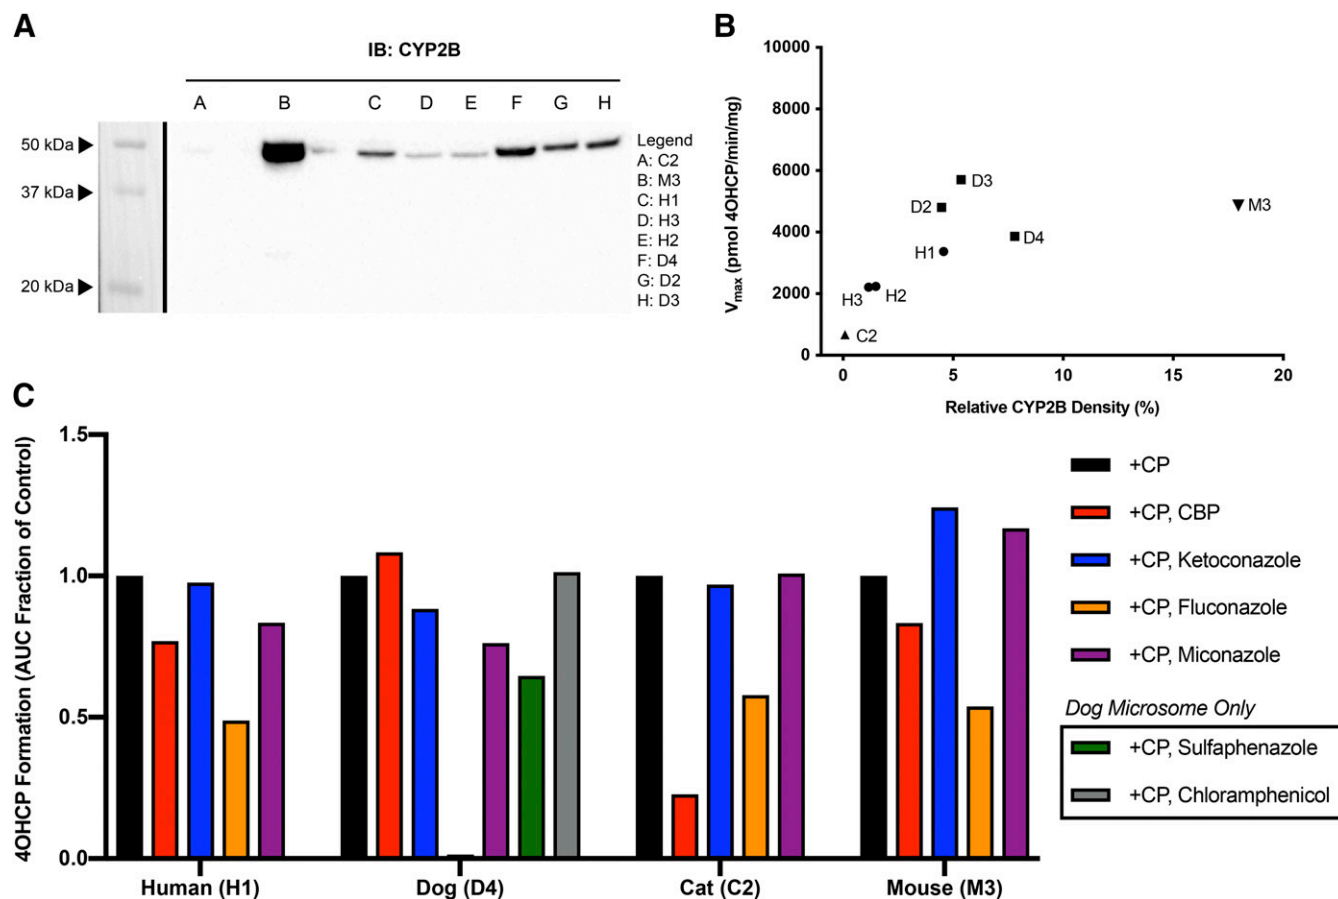 A
IB: CYP2B
A B C D E F G H
50 kDa
37 kDa
20 kDa
Legend
A: C2
B: M3
C: H1
D: H3
E: H2
F: D4
G: D2
H: D3
B
Vmax (pmol 4OHCP/min/mg)
10000
8000
6000
4000
2000
0
D3
D2
M3
D4
H1
H3
H2
C2
0 5 10 15 20
Relative CYP2B Density (%)
C
4OHCP Formation (AUC Fraction of Control)
1.5
1.0
0.5
0.0
Human (H1) Dog (D4) Cat (C2) Mouse (M3)
+CP
+CP, CBP
+CP, Ketoconazole
+CP, Fluconazole
+CP, Miconazole
Dog Microsome Only
+CP, Sulfaphenazole
+CP, Chloramphenicol